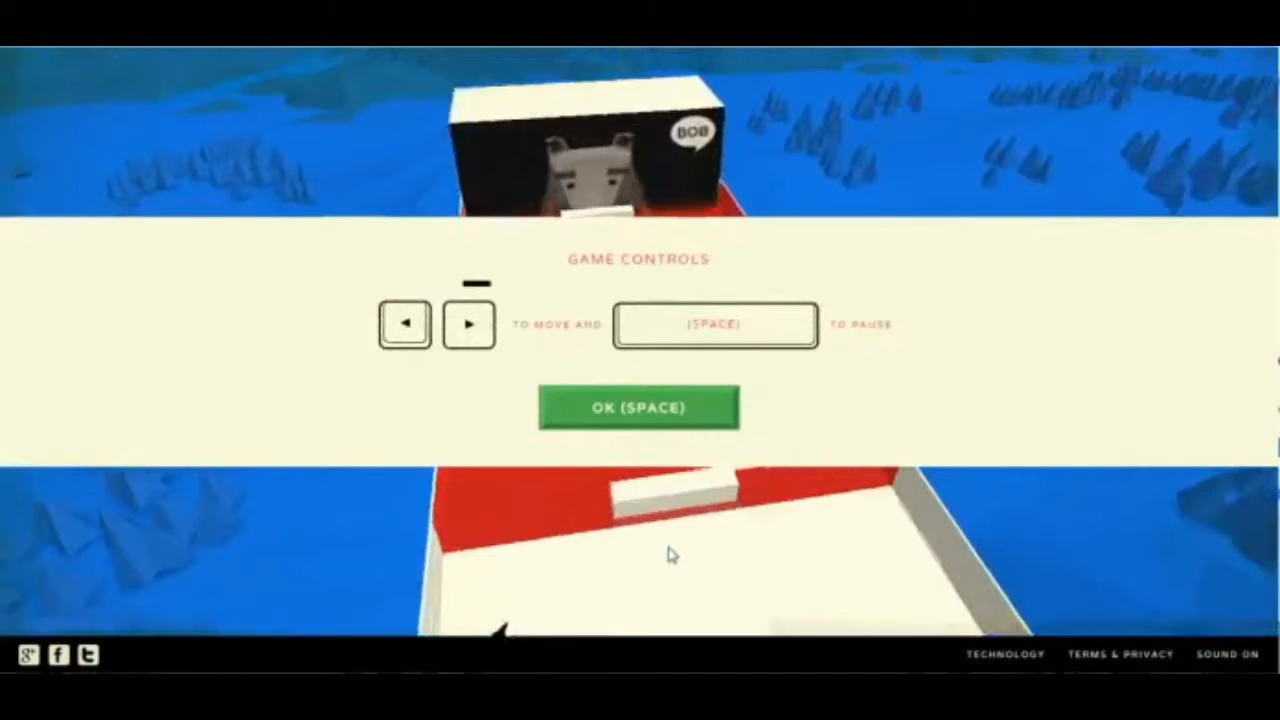 BOB
GAME CONTROLS
TO MOVE AND (SPACE) TO PAUSE
OK (SPACE)
TECHNOLOGY TERMS & PRIVACY SOUND ON